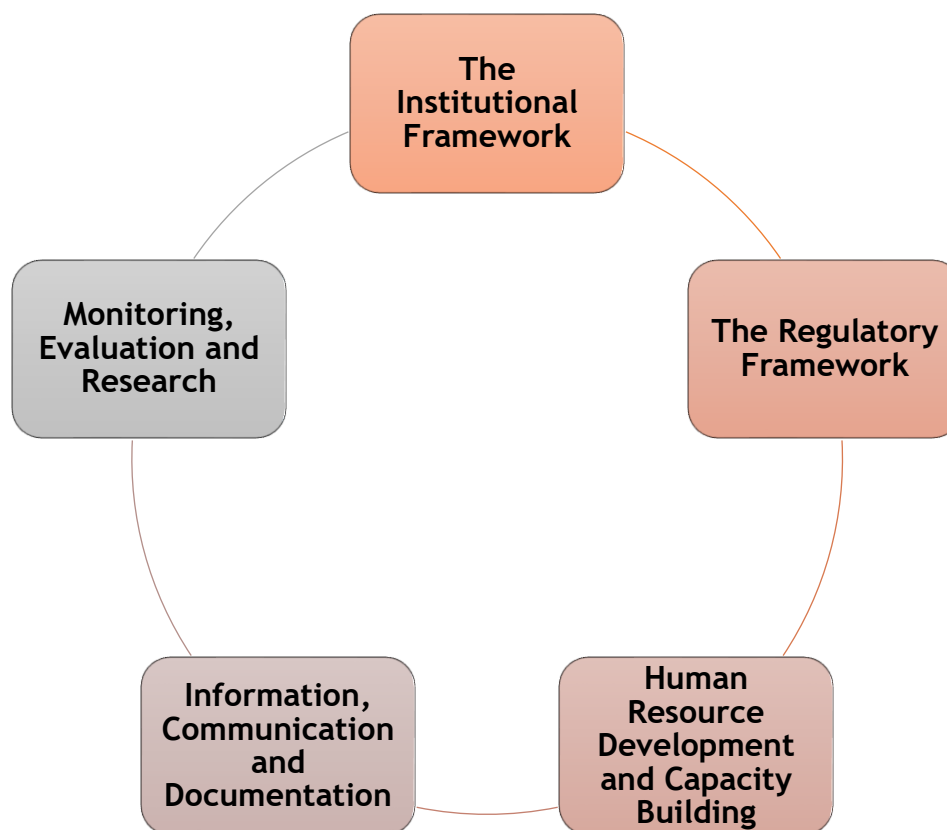 The
Institutional
Framework
The Regulatory
Framework
Human
Resource
Development
and Capacity
Building
Information,
Communication
and
Documentation
Monitoring,
Evaluation and
Research